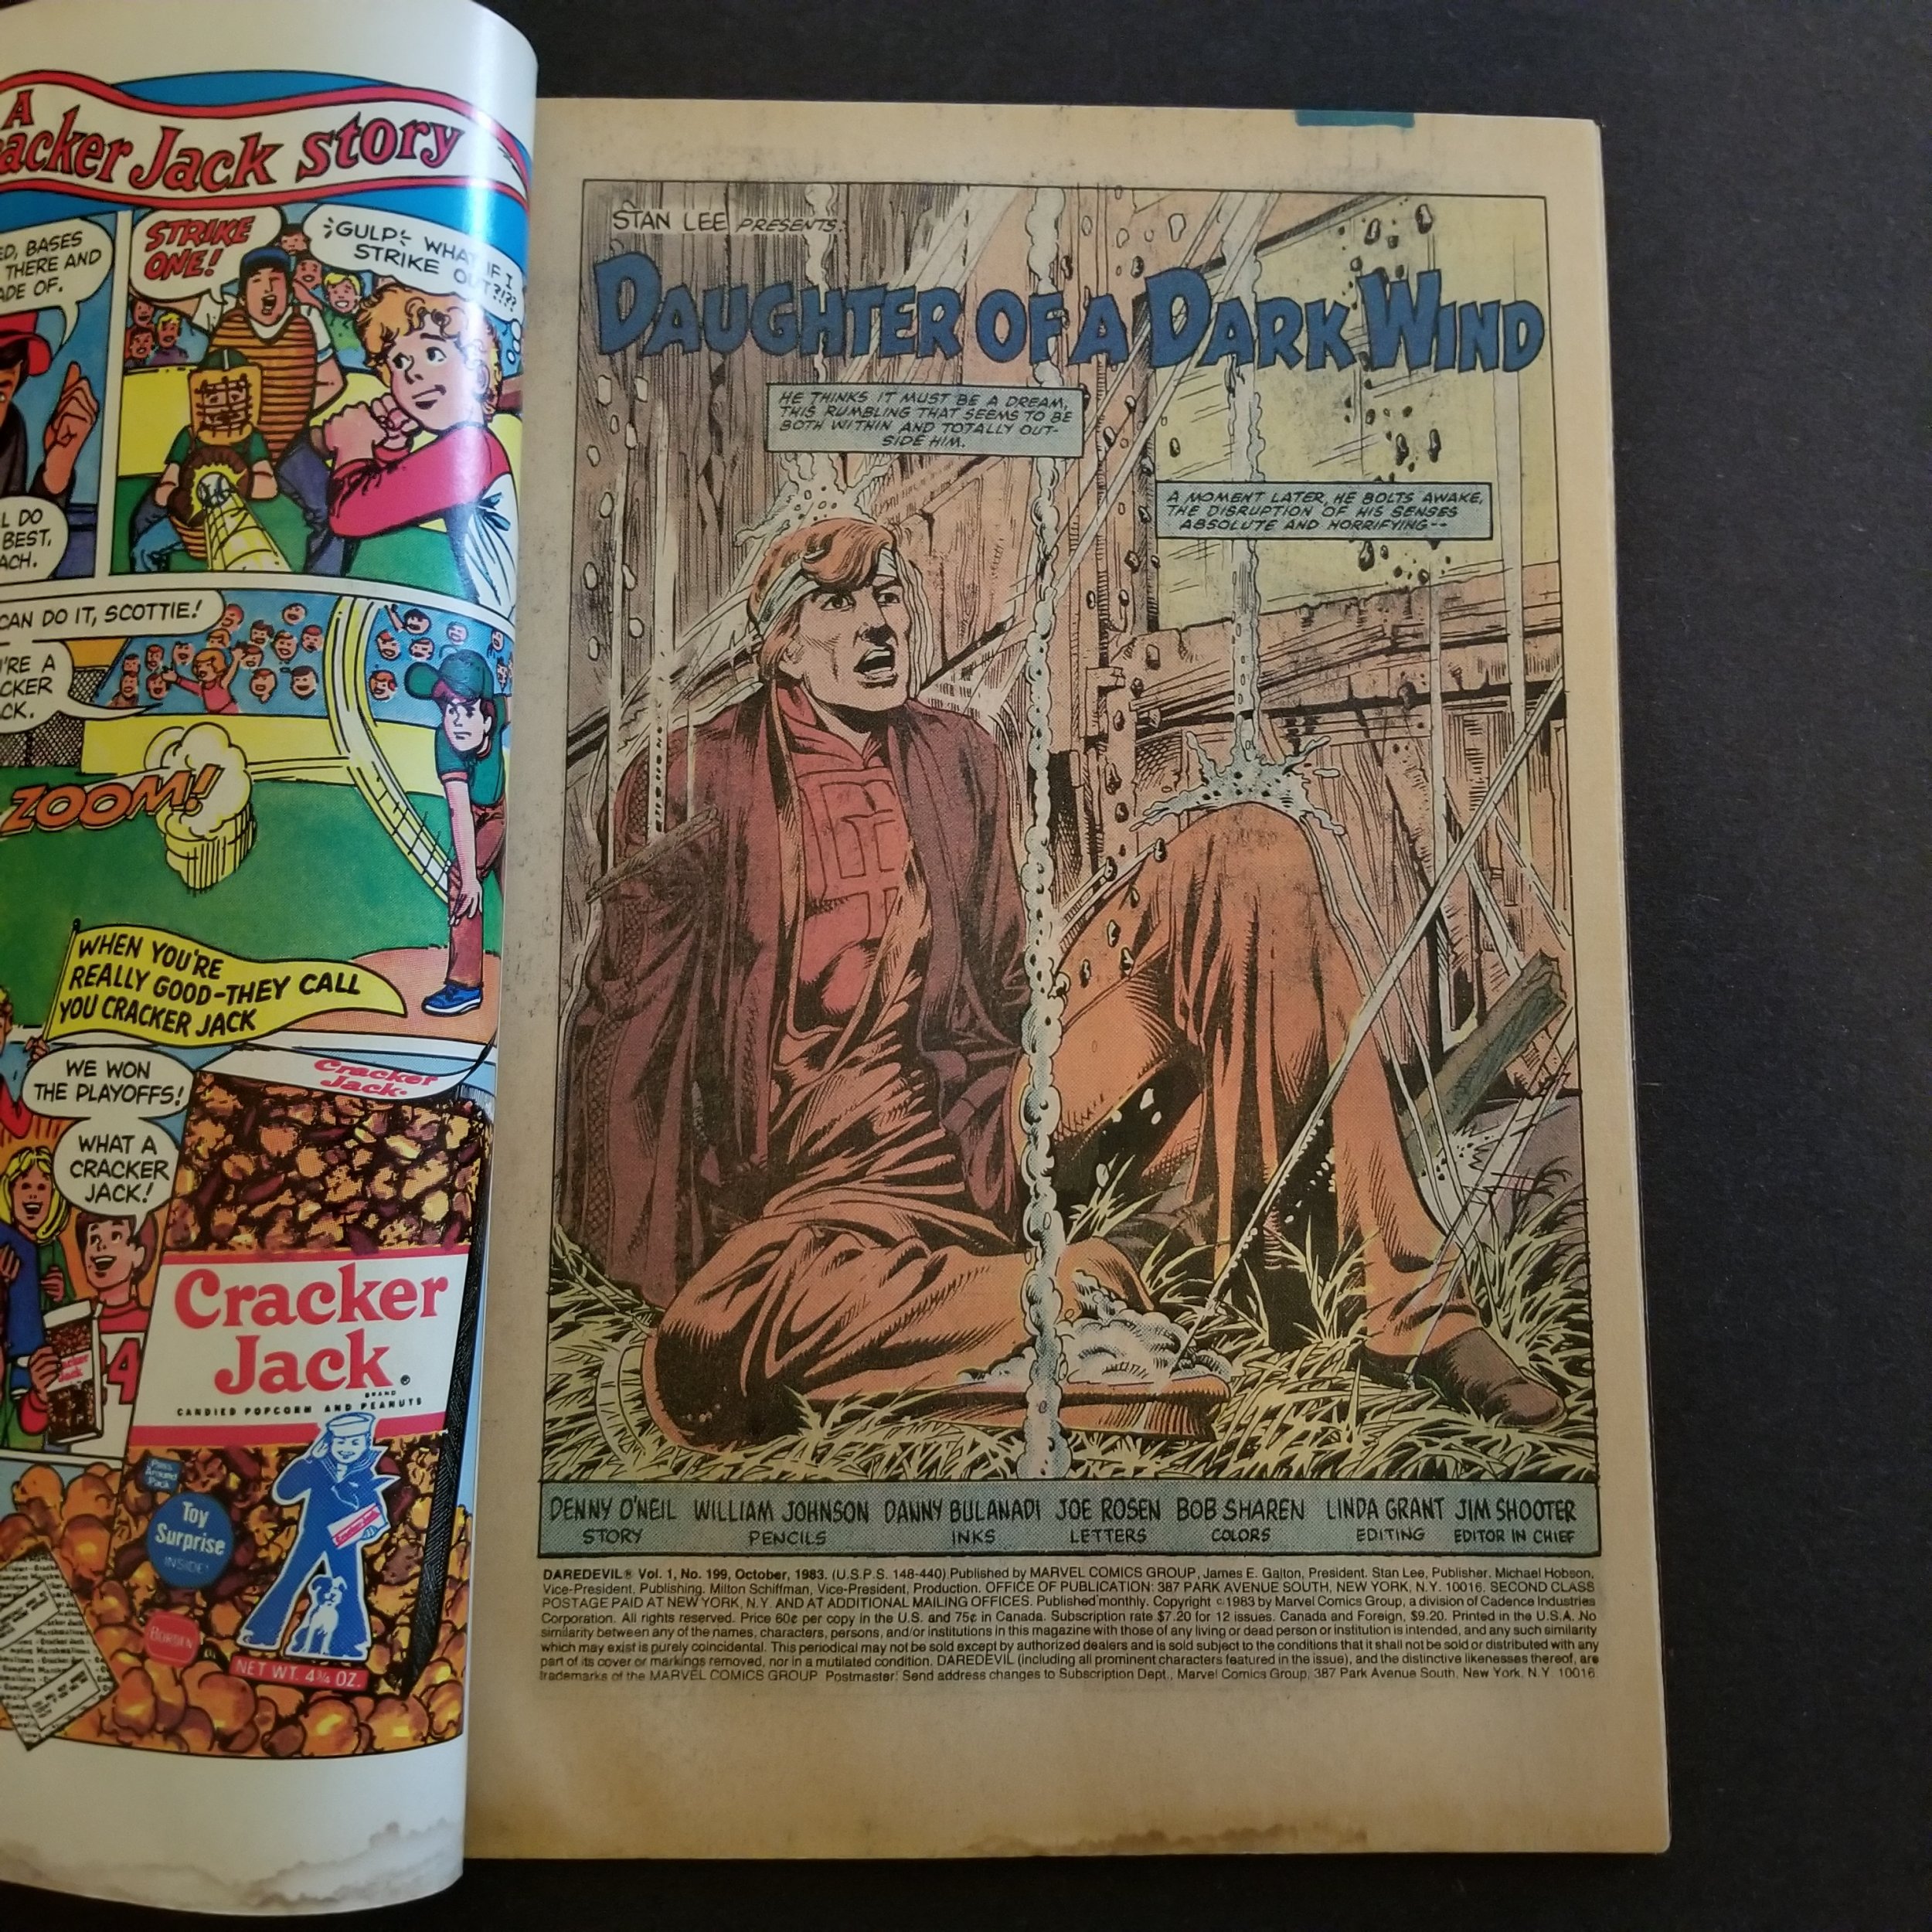 A
acker Jack story
ED, BASES
THERE AND
ADE OF.
STRIKE
ONE!
GULP! WHAT IF I
STRIKE OUT?!??
L DO
BEST,
ACH.
CAN DO IT, SCOTTIE!
'RE A
CKER
CK.
ZOOM!
WHEN YOU'RE
REALLY GOOD-THEY CALL
YOU CRACKER JACK
WE WON
THE PLAYOFFS!
WHAT A
CRACKER
JACK!
Cracker
Jack®
Cracker
Jack®
BRAND
CANDIED POPCORN AND PEANUTS
Pass
Around
Pack
Toy
Surprise
INSIDE!
BORDEN
NET WT. 4¾ OZ.
STAN LEE PRESENTS:
DAUGHTER OF A DARK WIND
HE THINKS IT MUST BE A DREAM,
THIS RUMBLING THAT SEEMS TO BE
BOTH WITHIN AND TOTALLY OUT-
SIDE HIM.
A MOMENT LATER, HE BOLTS AWAKE,
THE DISRUPTION OF HIS SENSES
ABSOLUTE AND HORRIFYING--
DENNY O'NEIL WILLIAM JOHNSON DANNY BULANADI JOE ROSEN BOB SHAREN LINDA GRANT JIM SHOOTER
STORY PENCILS INKS LETTERS COLORS EDITING EDITOR IN CHIEF
DAREDEVIL® Vol. 1, No. 199, October, 1983. (U.S.P.S. 148-440) Published by MARVEL COMICS GROUP, James E. Galton, President. Stan Lee, Publisher. Michael Hobson,
Vice-President, Publishing. Milton Schiffman, Vice-President, Production. OFFICE OF PUBLICATION: 387 PARK AVENUE SOUTH, NEW YORK, N.Y. 10016. SECOND CLASS
POSTAGE PAID AT NEW YORK, N.Y. AND AT ADDITIONAL MAILING OFFICES. Published monthly. Copyright © 1983 by Marvel Comics Group, a division of Cadence Industries
Corporation. All rights reserved. Price 60¢ per copy in the U.S. and 75¢ in Canada. Subscription rate $7.20 for 12 issues. Canada and Foreign, $9.20. Printed in the U.S.A. No
similarity between any of the names, characters, persons, and/or institutions in this magazine with those of any living or dead person or institution is intended, and any such similarity
which may exist is purely coincidental. This periodical may not be sold except by authorized dealers and is sold subject to the conditions that it shall not be sold or distributed with any
part of its cover or markings removed, nor in a mutilated condition. DAREDEVIL (including all prominent characters featured in the issue), and the distinctive likenesses thereof, are
trademarks of the MARVEL COMICS GROUP. Postmaster: Send address changes to Subscription Dept., Marvel Comics Group, 387 Park Avenue South, New York, N.Y. 10016.